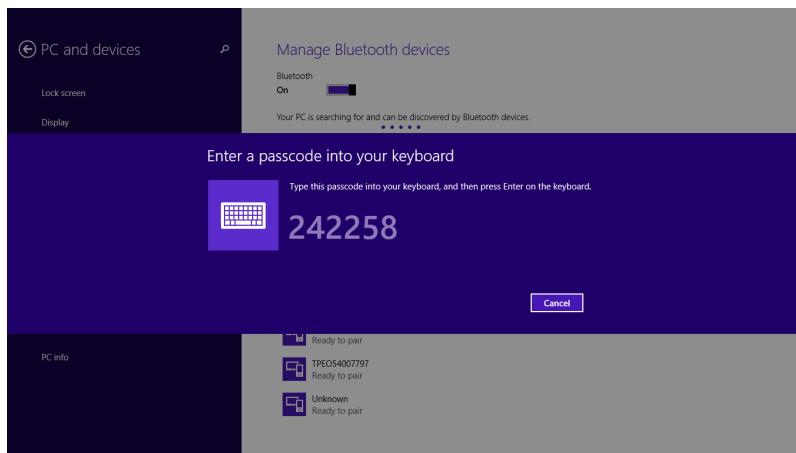 PC and devices
Lock screen
Display
PC info
Manage Bluetooth devices
Bluetooth
On
Your PC is searching for and can be discovered by Bluetooth devices.
Enter a passcode into your keyboard
Type this passcode into your keyboard, and then press Enter on the keyboard.
242258
Cancel
Ready to pair
TPEO54007797
Ready to pair
Unknown
Ready to pair